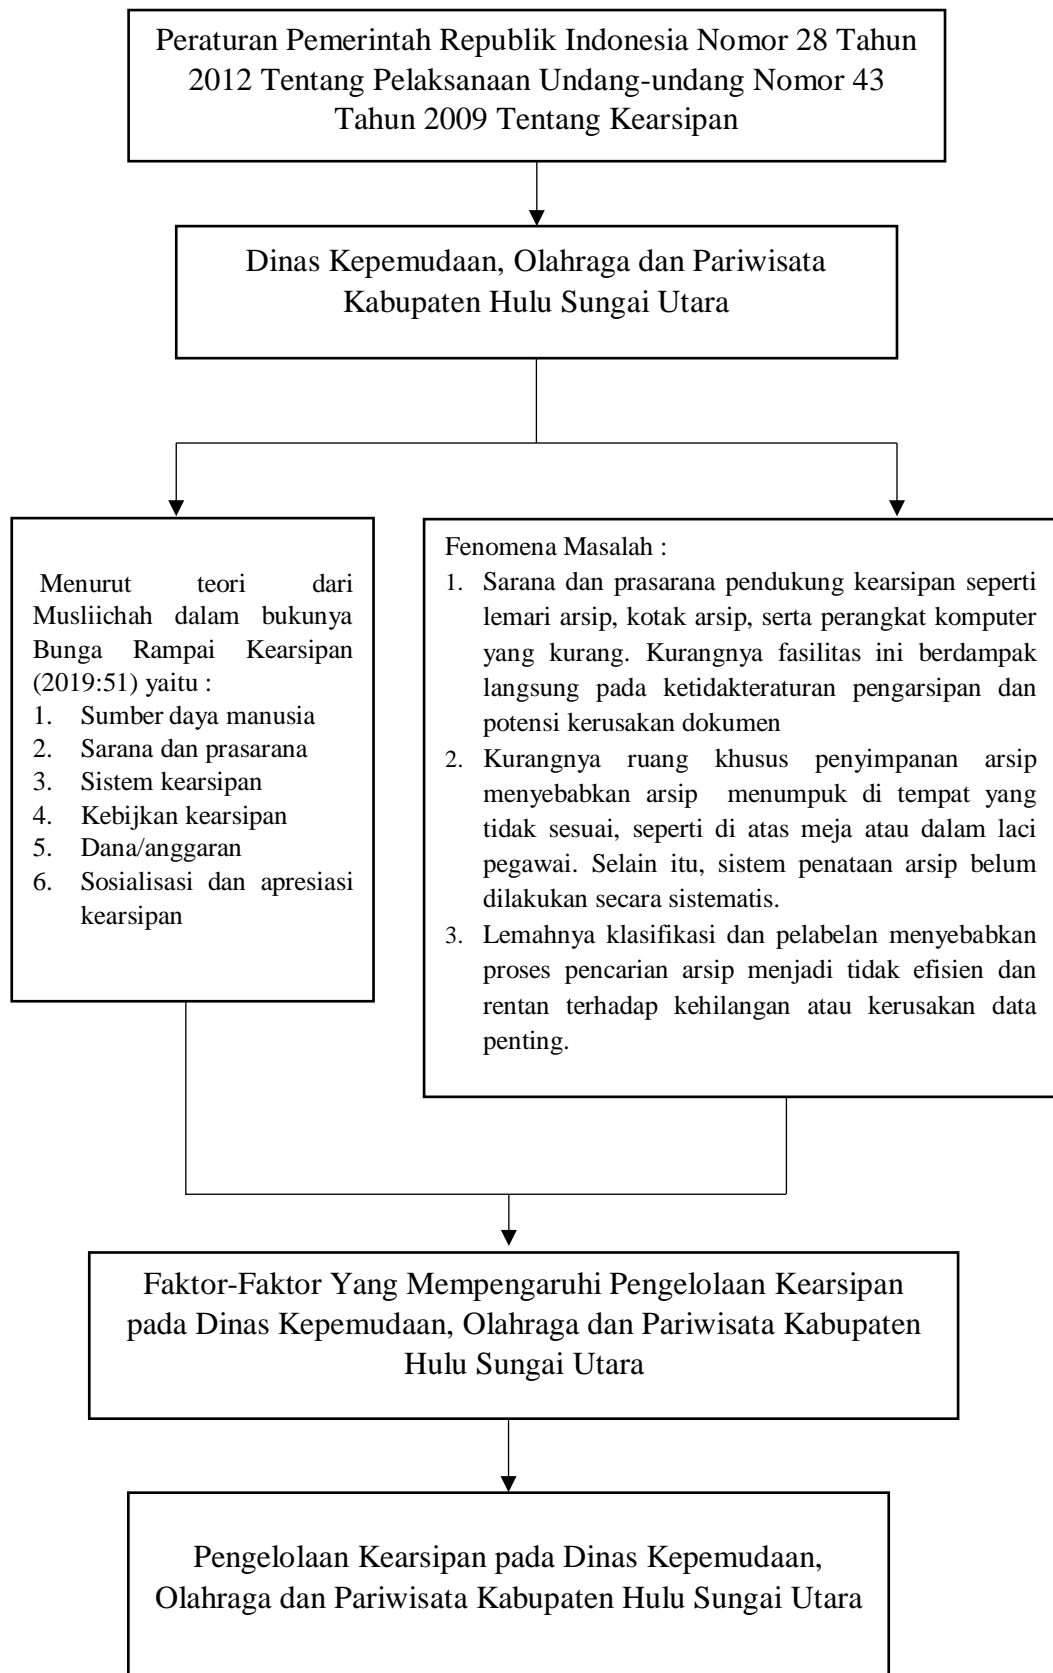 Peraturan Pemerintah Republik Indonesia Nomor 28 Tahun
2012 Tentang Pelaksanaan Undang-undang Nomor 43
Tahun 2009 Tentang Kearsipan
Dinas Kepemudaan, Olahraga dan Pariwisata
Kabupaten Hulu Sungai Utara
Menurut teori dari
Musliichah dalam bukunya
Bunga Rampai Kearsipan
(2019:51) yaitu :
1. Sumber daya manusia
2. Sarana dan prasarana
3. Sistem kearsipan
4. Kebijkan kearsipan
5. Dana/anggaran
6. Sosialisasi dan apresiasi
kearsipan
Fenomena Masalah :
1. Sarana dan prasarana pendukung kearsipan seperti
lemari arsip, kotak arsip, serta perangkat komputer
yang kurang. Kurangnya fasilitas ini berdampak
langsung pada ketidakteraturan pengarsipan dan
potensi kerusakan dokumen
2. Kurangnya ruang khusus penyimpanan arsip
menyebabkan arsip menumpuk di tempat yang
tidak sesuai, seperti di atas meja atau dalam laci
pegawai. Selain itu, sistem penataan arsip belum
dilakukan secara sistematis.
3. Lemahnya klasifikasi dan pelabelan menyebabkan
proses pencarian arsip menjadi tidak efisien dan
rentan terhadap kehilangan atau kerusakan data
penting.
Faktor-Faktor Yang Mempengaruhi Pengelolaan Kearsipan
pada Dinas Kepemudaan, Olahraga dan Pariwisata Kabupaten
Hulu Sungai Utara
Pengelolaan Kearsipan pada Dinas Kepemudaan,
Olahraga dan Pariwisata Kabupaten Hulu Sungai Utara